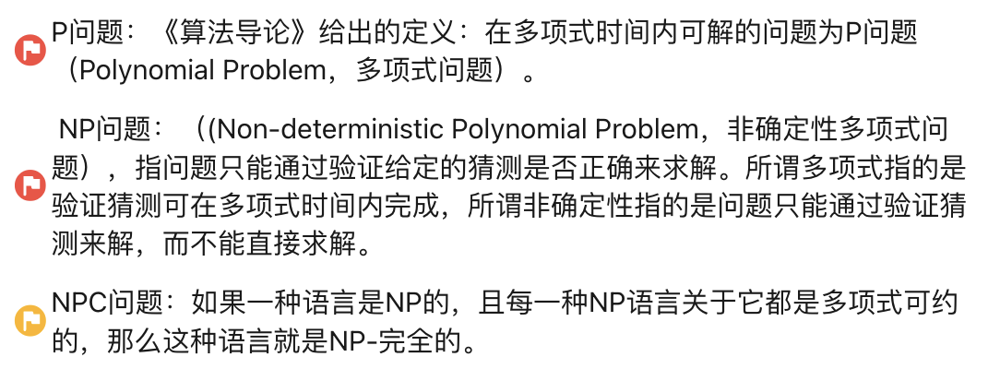 P问题：《算法导论》给出的定义：在多项式时间内可解的问题为P问题
（Polynomial Problem，多项式问题）。
NP问题：（(Non-deterministic Polynomial Problem，非确定性多项式问
题），指问题只能通过验证给定的猜测是否正确来求解。所谓多项式指的是
验证猜测可在多项式时间内完成，所谓非确定性指的是问题只能通过验证猜
测来解，而不能直接求解。
NPC问题：如果一种语言是NP的，且每一种NP语言关于它都是多项式可约
的，那么这种语言就是NP-完全的。